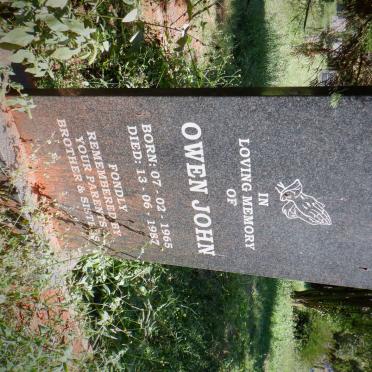 IN
LOVING MEMORY
OF
OWEN JOHN
BORN: 07. 02. 1965
DIED: 13. 06. 1987
FONDLY
REMEMBERED BY
YOUR PARENTS
BROTHER & SISTERS